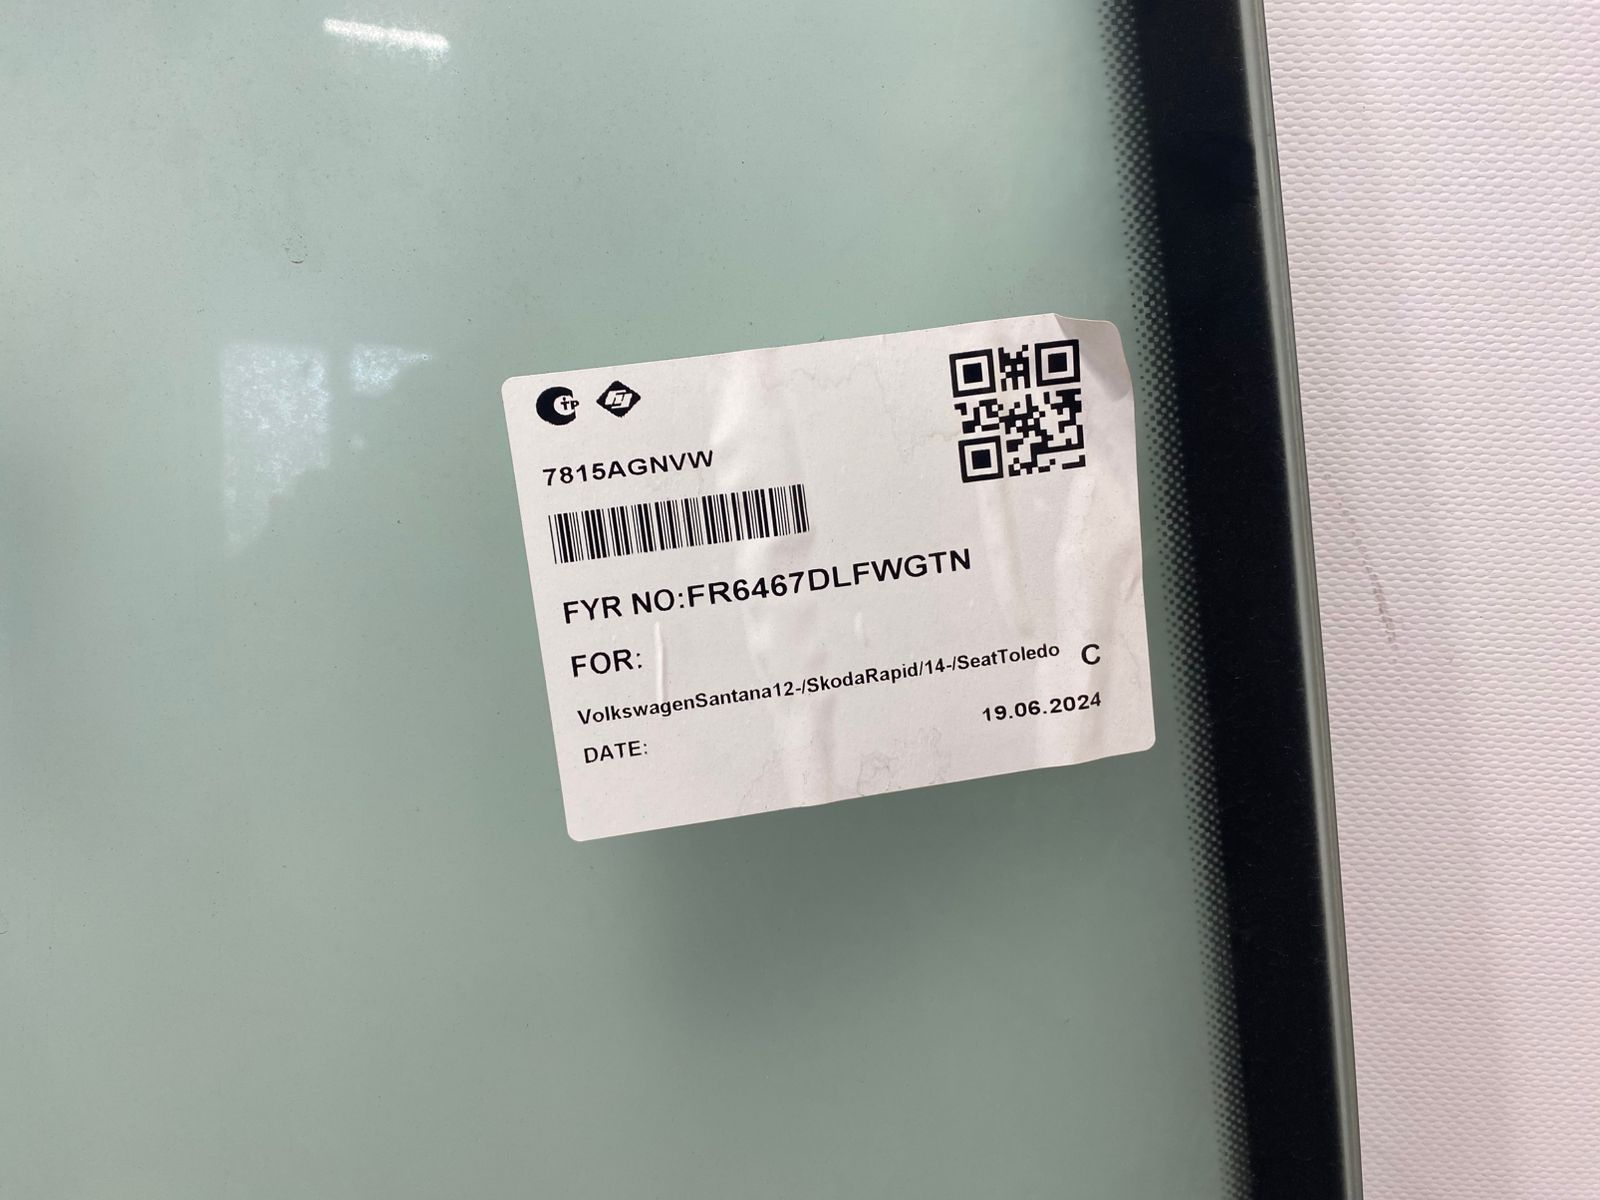 7815AGNVW
FYR NO:FR6467DLFWGTN
FOR:
VolkswagenSantana12-/SkodaRapid/14-/SeatToledo C
DATE: 19.06.2024